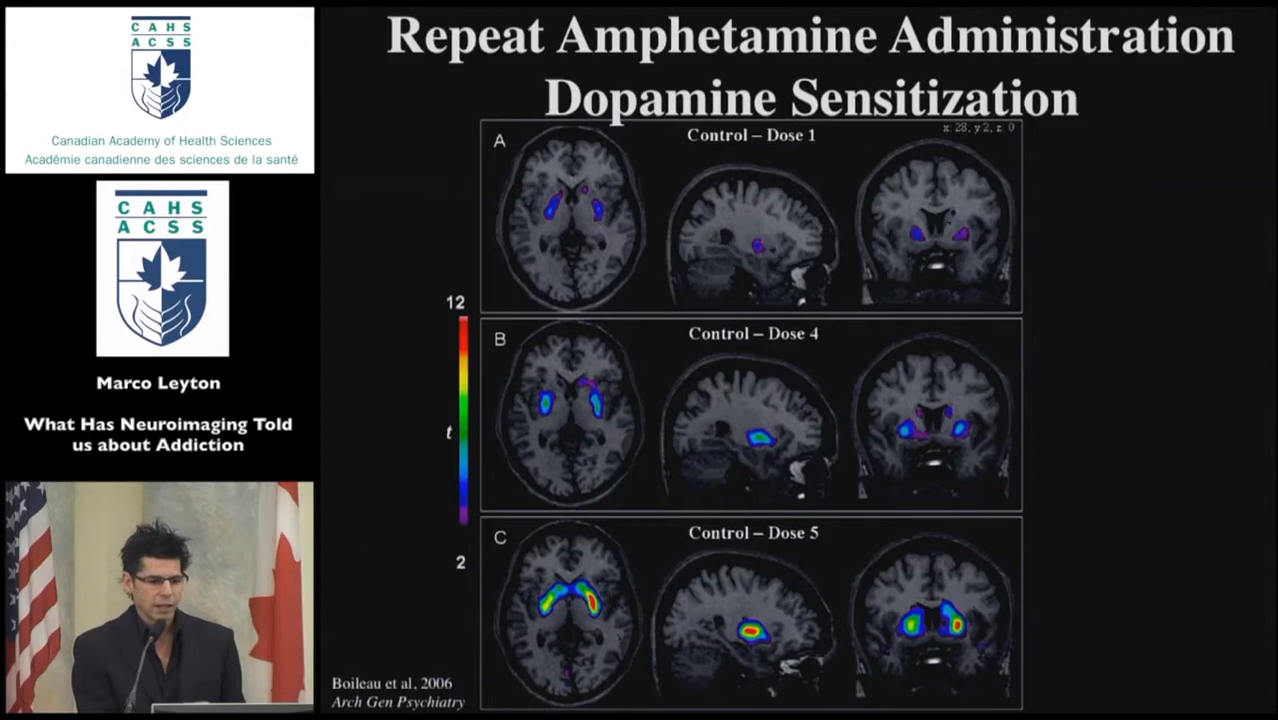 CAHS
ACSS
Canadian Academy of Health Sciences
Académie canadienne des sciences de la santé
CAHS
ACSS
Marco Leyton
What Has Neuroimaging Told
us about Addiction
Repeat Amphetamine Administration
Dopamine Sensitization
x: 28, y 2, z: 0
A
Control – Dose 1
12
B
Control – Dose 4
t
C
Control – Dose 5
2
Boileau et al, 2006
Arch Gen Psychiatry